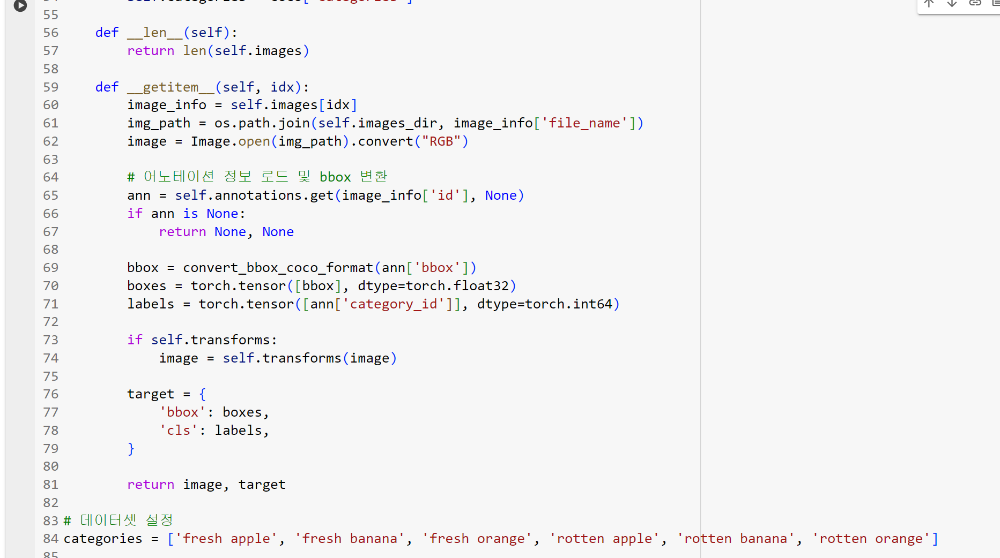 55
56     def __len__(self):
57         return len(self.images)
58
59     def __getitem__(self, idx):
60         image_info = self.images[idx]
61         img_path = os.path.join(self.images_dir, image_info['file_name'])
62         image = Image.open(img_path).convert("RGB")
63
64         # 어노테이션 정보 로드 및 bbox 변환
65         ann = self.annotations.get(image_info['id'], None)
66         if ann is None:
67             return None, None
68
69         bbox = convert_bbox_coco_format(ann['bbox'])
70         boxes = torch.tensor([bbox], dtype=torch.float32)
71         labels = torch.tensor([ann['category_id']], dtype=torch.int64)
72
73         if self.transforms:
74             image = self.transforms(image)
75
76         target = {
77             'bbox': boxes,
78             'cls': labels,
79         }
80
81         return image, target
82
83 # 데이터셋 설정
84 categories = ['fresh apple', 'fresh banana', 'fresh orange', 'rotten apple', 'rotten banana', 'rotten orange']
85